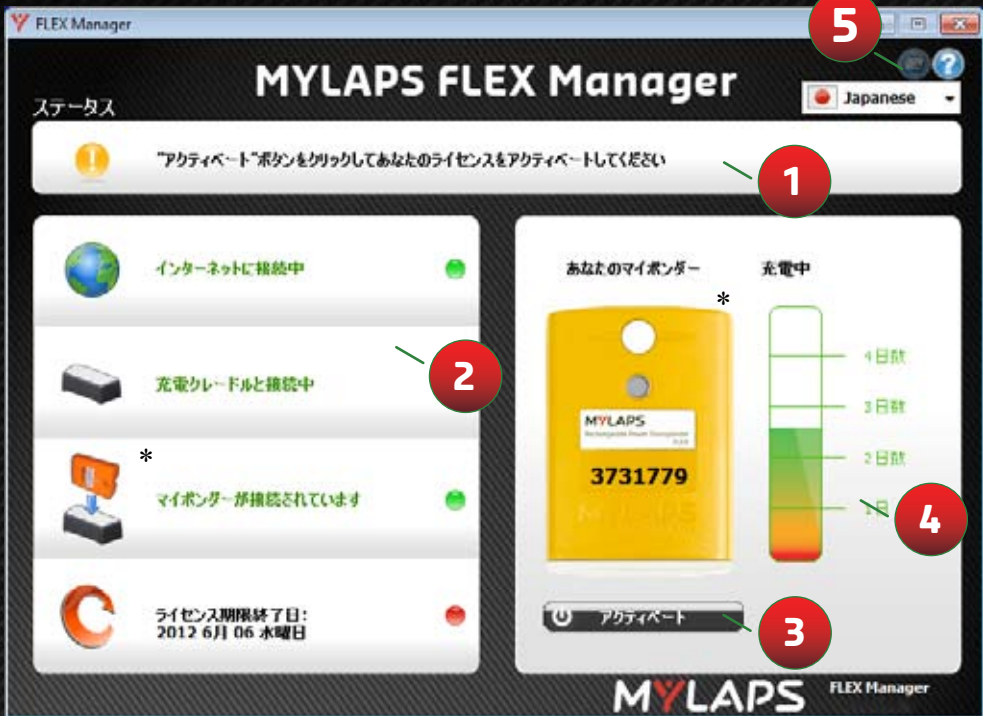 FLEX Manager
5
MYLAPS FLEX Manager
Japanese
ステータス
"アクティベート"ボタンをクリックしてあなたのライセンスをアクティベートしてください
1
インターネットに接続中
2
充電クレードルと接続中
*
マイポンダーが接続されています
ライセンス期限終了日:
2012 6月 06 水曜日
あなたのマイポンダー
充電中
*
4日数
3日数
2日数
1日
4
MYLAPS
3731779
MYLAPS
アクティベート
3
MYLAPS FLEX Manager